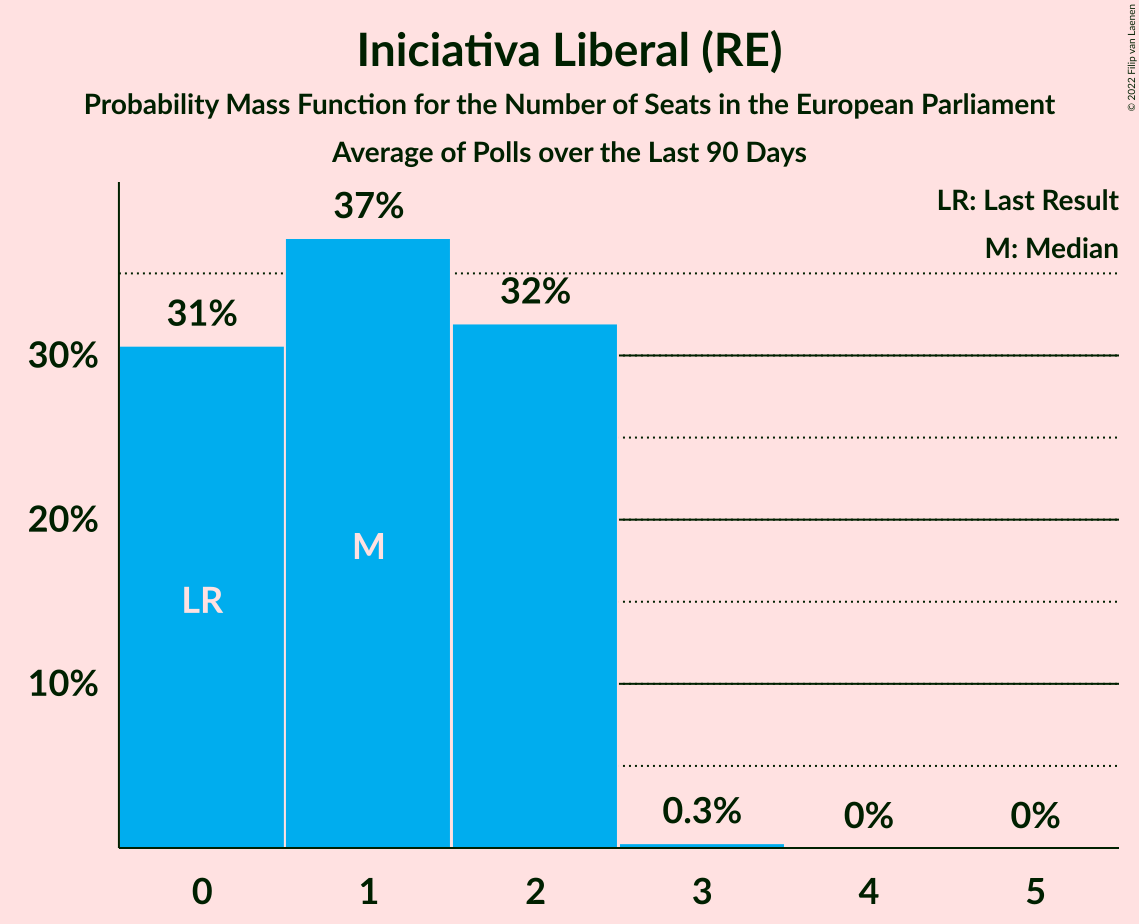 Iniciativa Liberal (RE)
Probability Mass Function for the Number of Seats in the European Parliament
Average of Polls over the Last 90 Days
© 2022 Filip van Laenen
LR: Last Result
M: Median
37%
31%
32%
0.3%
0%
0%
30%
20%
10%
LR
M
0
1
2
3
4
5